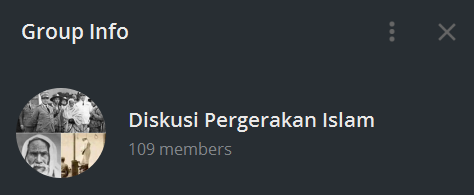 Group Info
Diskusi Pergerakan Islam
109 members